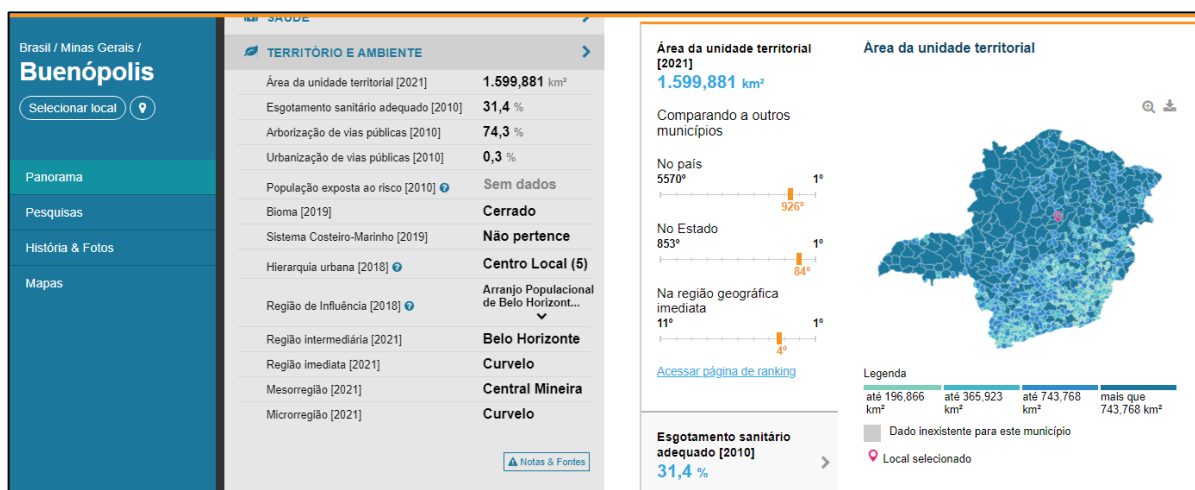 Brasil / Minas Gerais /
Buenópolis
Selecionar local
Panorama
Pesquisas
História & Fotos
Mapas
SAÚDE
TERRITÓRIO E AMBIENTE
Área da unidade territorial [2021] 1.599,881 km²
Esgotamento sanitário adequado [2010] 31,4 %
Arborização de vias públicas [2010] 74,3 %
Urbanização de vias públicas [2010] 0,3 %
População exposta ao risco [2010] Sem dados
Bioma [2019] Cerrado
Sistema Costeiro-Marinho [2019] Não pertence
Hierarquia urbana [2018] Centro Local (5)
Região de Influência [2018] Arranjo Populacional
de Belo Horizont...
Região intermediária [2021] Belo Horizonte
Região imediata [2021] Curvelo
Mesorregião [2021] Central Mineira
Microrregião [2021] Curvelo
Notas & Fontes
Área da unidade territorial
[2021]
1.599,881 km²
Comparando a outros
municípios
No país
5570º 1º
926º
No Estado
853º 1º
84º
Na região geográfica
imediata
11º 1º
4º
Acessar página de ranking
Esgotamento sanitário
adequado [2010]
31,4 %
Área da unidade territorial
Legenda
até 196,866 até 365,923 até 743,768 mais que
km² km² km² 743,768 km²
Dado inexistente para este município
Local selecionado